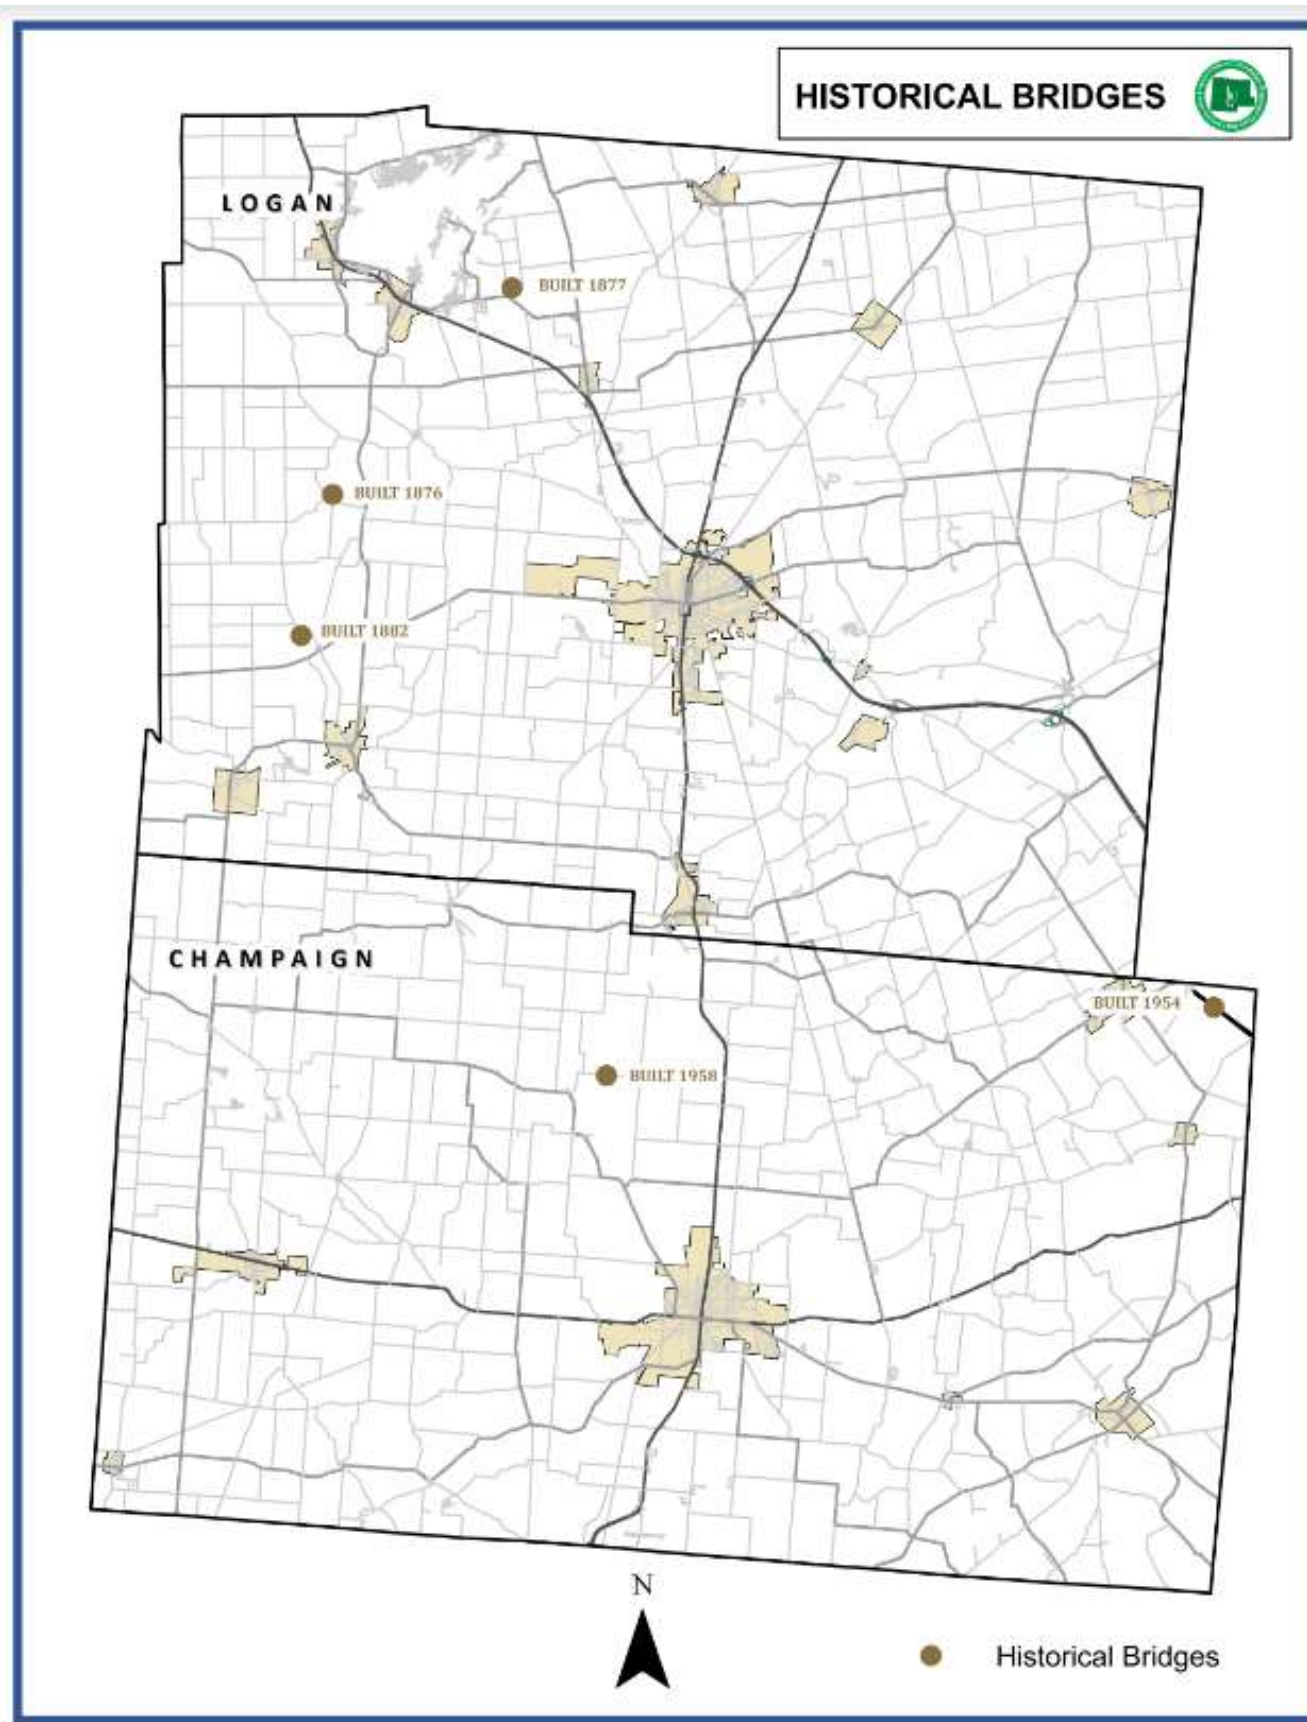 HISTORICAL BRIDGES
LOGAN
BUILT 1877
BUILT 1876
BUILT 1882
CHAMPAIGN
BUILT 1954
BUILT 1958
N
Historical Bridges